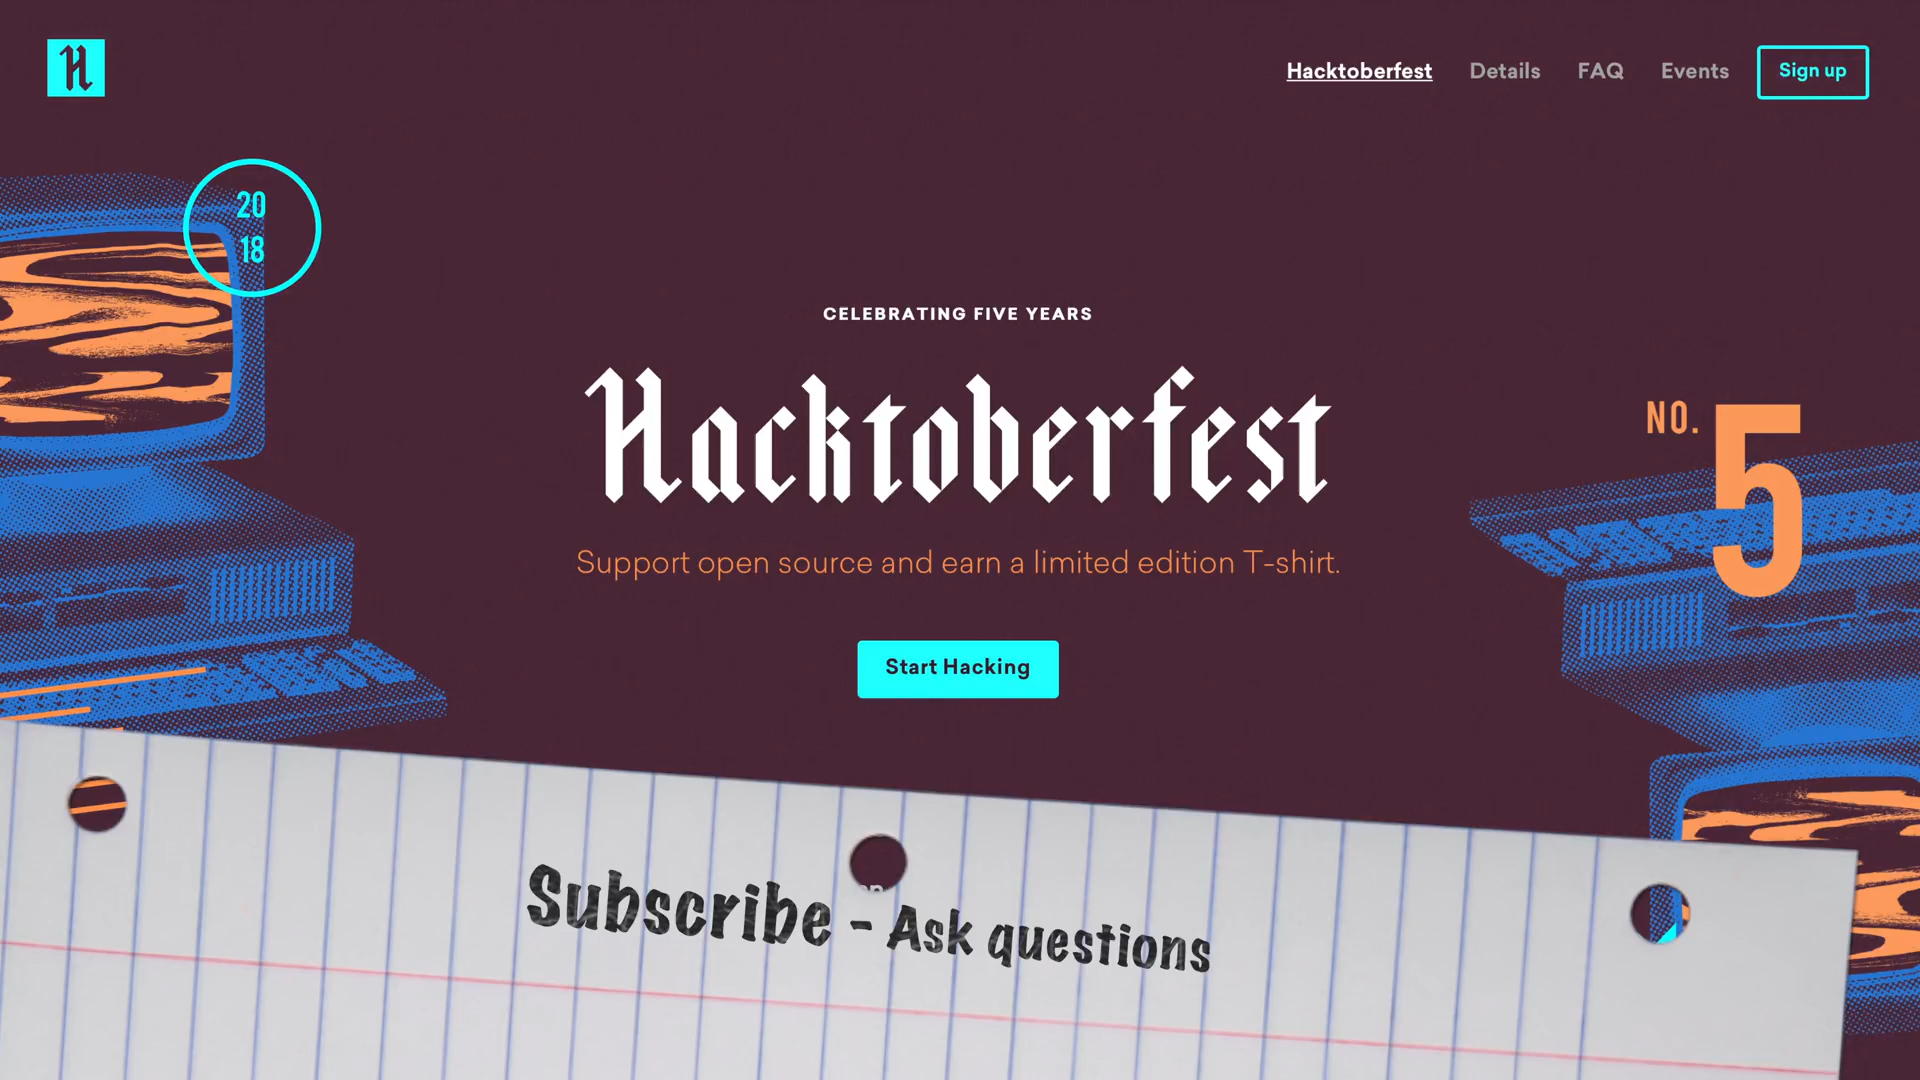 H
Hacktoberfest Details FAQ Events Sign up
20
18
CELEBRATING FIVE YEARS
Hacktoberfest
NO. 5
Support open source and earn a limited edition T-shirt.
Start Hacking
Subscribe - Ask questions